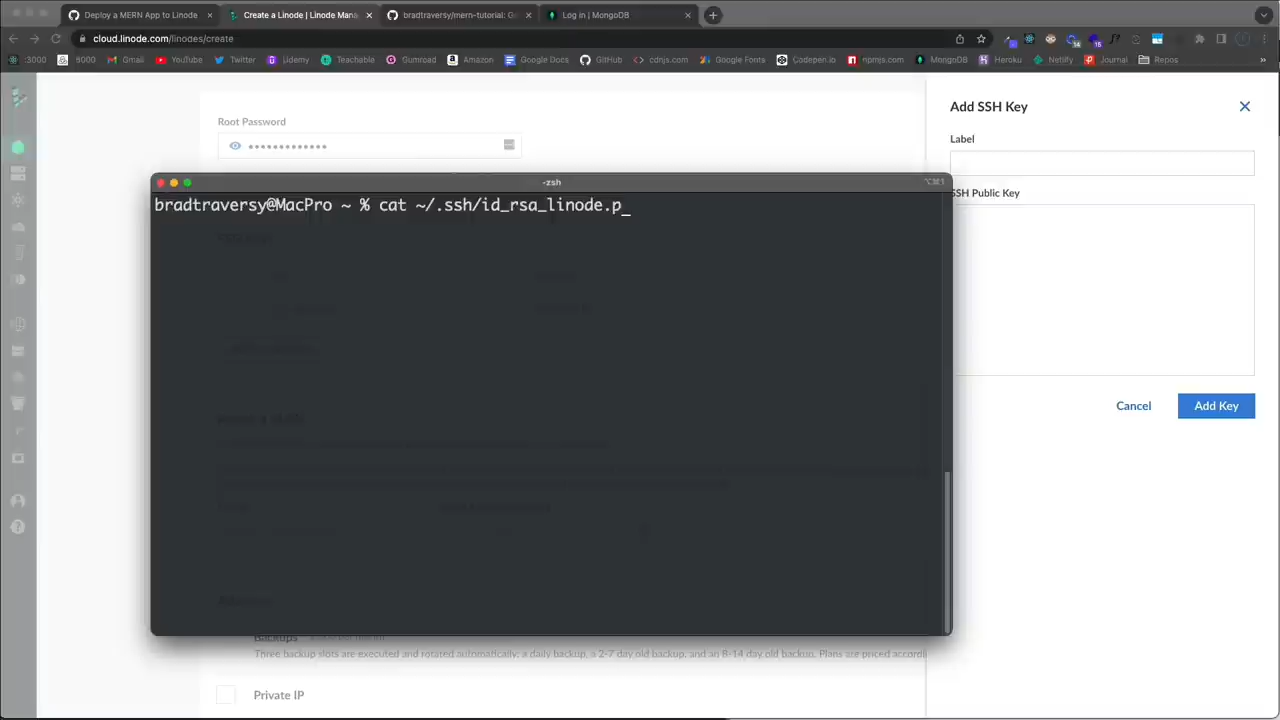 Deploy a MERN App to Linode
Create a Linode | Linode Mana
bradtraversy/mern-tutorial: G
Log in | MongoDB
cloud.linode.com/linodes/create
:3000
:8000
Gmail
YouTube
Twitter
Udemy
Teachable
Gumroad
Amazon
Google Docs
GitHub
cdnjs.com
Google Fonts
Codepen.io
npmjs.com
MongoDB
Heroku
Netlify
Journal
Repos
Root Password
•••••••••••••
-zsh
⌥⌘1
bradtraversy@MacPro ~ % cat ~/.ssh/id_rsa_linode.p_
Backups
Three backup slots are executed and rotated automatically: a daily backup, a 2-7 day old backup, and an 8-14 day old backup. Plans are priced accordi
Private IP
Add SSH Key
Label
SSH Public Key
Cancel
Add Key